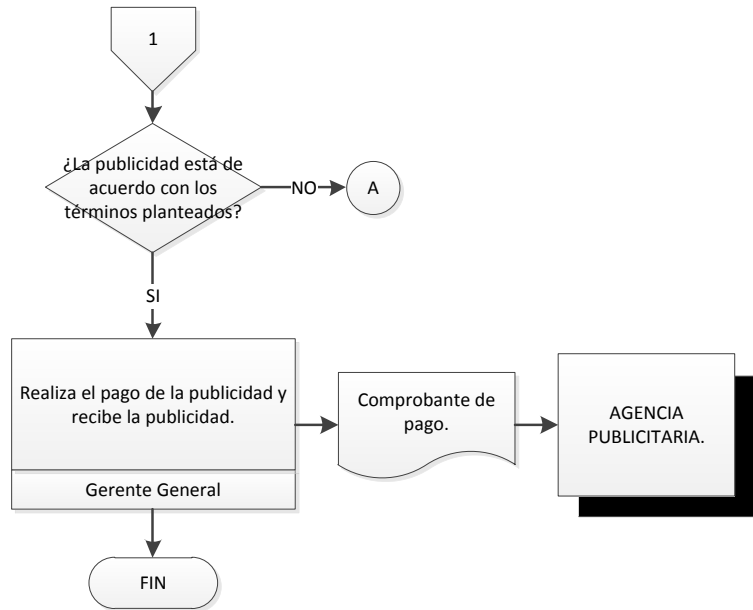 1
¿La publicidad está de
acuerdo con los
términos planteados?
NO
A
SI
Realiza el pago de la publicidad y
recibe la publicidad.
Gerente General
Comprobante de
pago.
AGENCIA
PUBLICITARIA.
FIN